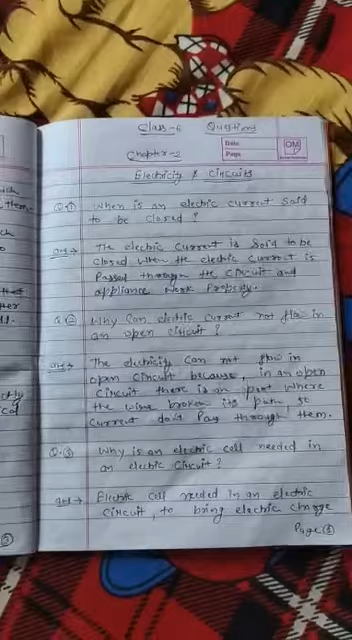 Class-6 Questions
Chapter-2
Date
Page
OM
Electricity & Circuits
Q.① When is an electric current said
to be closed ?
Ans → The electric current is said to be
closed when the electric current is
Passed through the circuit and
appliance work Properly.
Q.② Why Can electric current not flow in
an open circuit ?
Ans → The electricity can not flow in
open circuit because, in an open
circuit there is an part where
the wire broken its path so
current don't Pay through them.
Q.③ Why is an electric cell needed in
an electric circuit ?
Ans → Electric cell needed in an electric
circuit, to bring electric charge
Page ①
them.